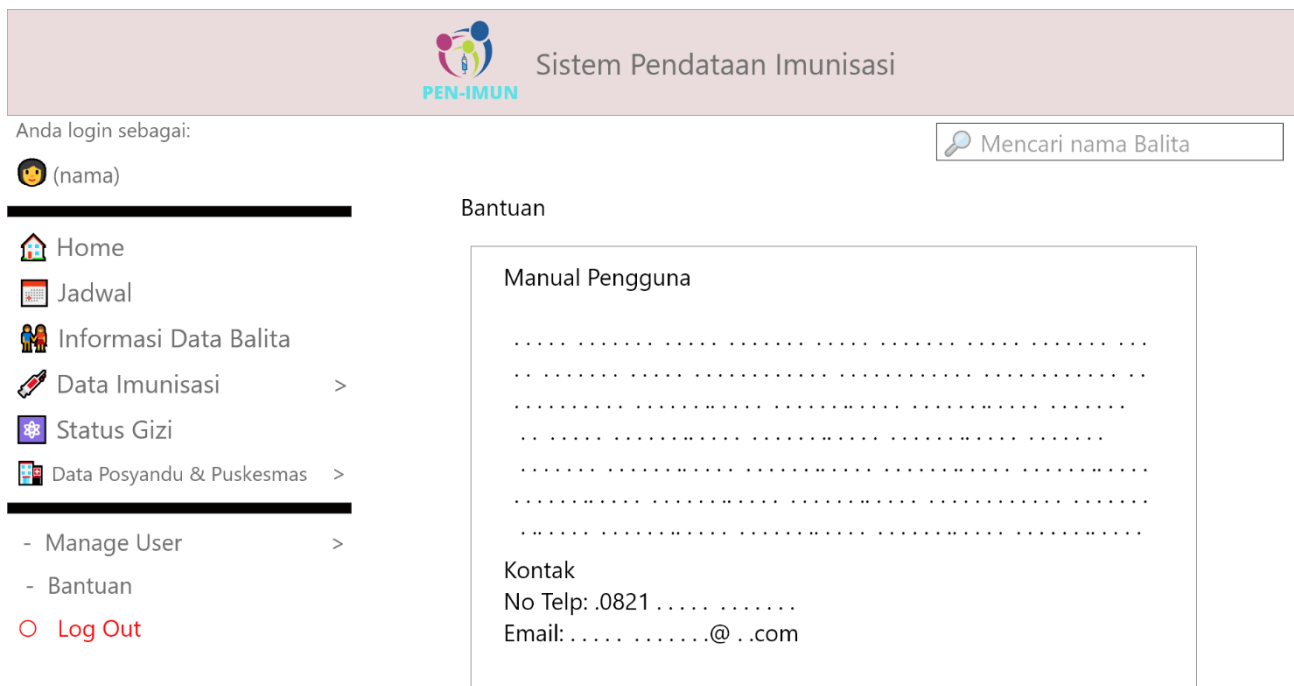 PEN-IMUN
Sistem Pendataan Imunisasi
Anda login sebagai:
(nama)
Mencari nama Balita
Home
Jadwal
Informasi Data Balita
Data Imunisasi >
Status Gizi
Data Posyandu & Puskesmas >
- Manage User >
- Bantuan
Log Out
Bantuan
Manual Pengguna
. . . . . . . . . . . . . . . . . . . . . . . . . . . . . . . . . . . . . . . . . . . . . . . . . . .
. . . . . . . . . . . . . . . . . . . . . . . . . . . . . . . . . . . . . . . . . . . . . . . . . . .
. . . . . . . . . . . . . . . . .. . . . . . . . . . . .. . . . . . . . . . . .. . . . . . . . . . . .
. . . . . . . . . . . . . .. . . . . . . . . . . .. . . . . . . . . . . .. . . . . . . . . . . .
. . . . . . . . . . . . . .. . . . . . . . . . . .. . . . . . . . . . . .. . . . . . . . . . . .. . . . .
. . . . . . .. . . . . . . . . . . .. . . . . . . . . . . .. . . . . . . . . . . . . . . . . . . . . . .
. .. . . . . . . . . . . .. . . . . . . . . . . .. . . . . . . . . . . .. . . . . . . . . . . .. . . . .
Kontak
No Telp: .0821 . . . . . . . . . . . .
Email: . . . . . . . . . . . .@ . .com